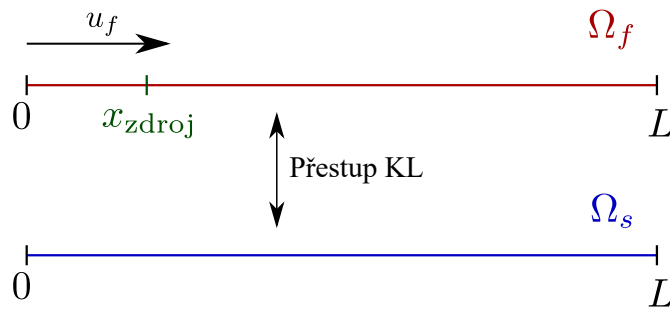 u_f
Ω_f
0
x_zdroj
L
Přestup KL
Ω_s
0
L